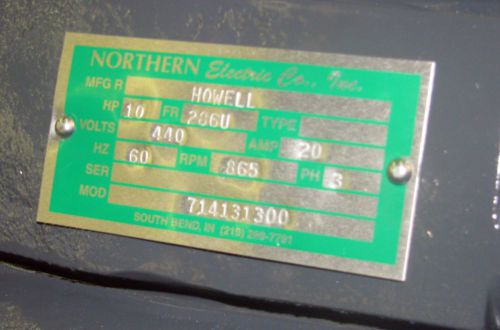 NORTHERN Electric Co., Inc.
MFG R HOWELL
HP 10 FR 286U TYPE
VOLTS 440 AMP 20
HZ 60 RPM 865 PH 3
SER
MOD 714131300
SOUTH BEND, IN (219) 289-7791